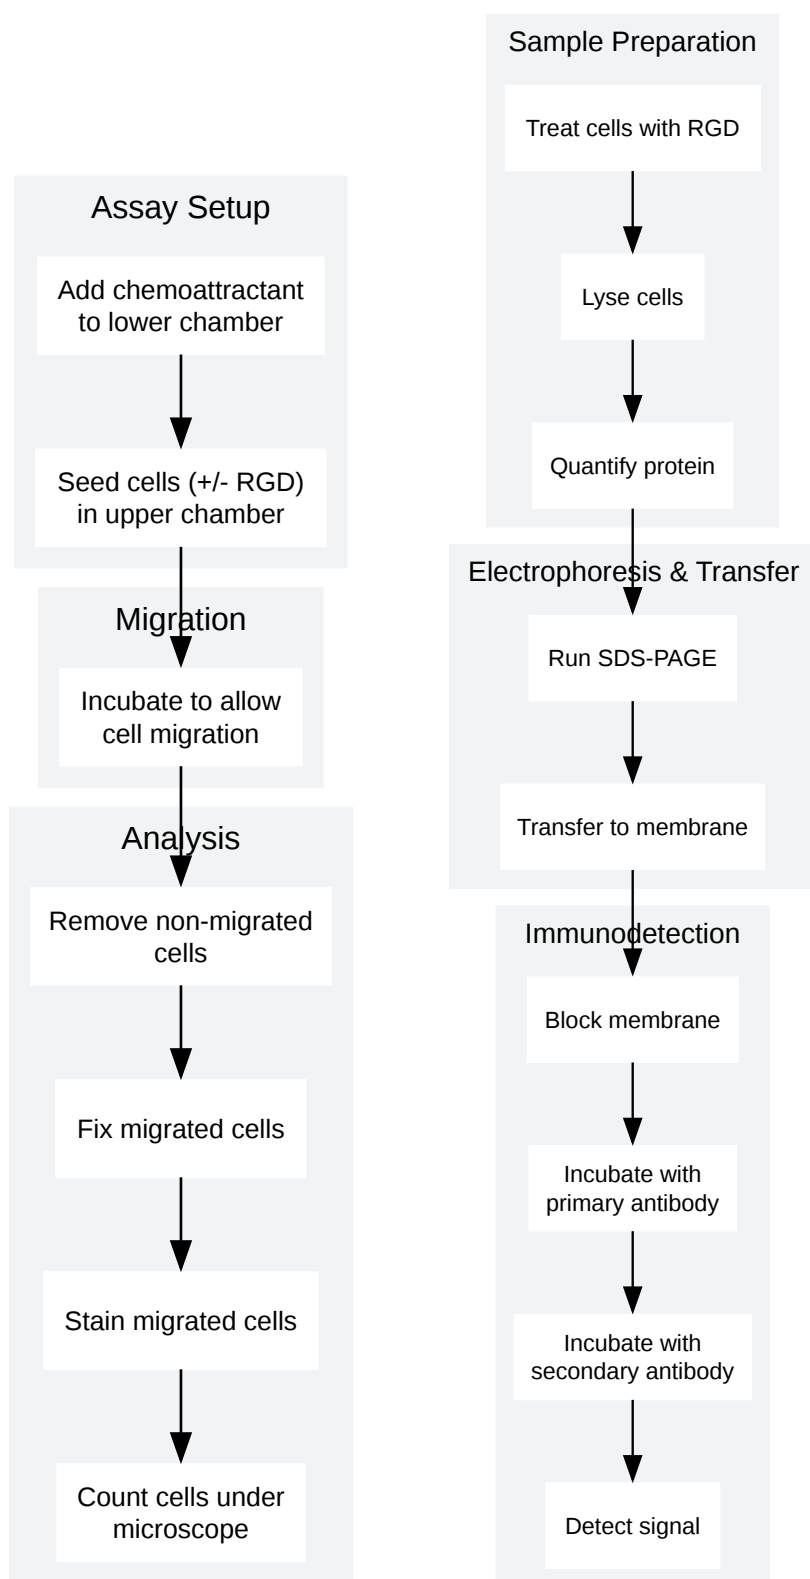 Assay Setup
Add chemoattractant
to lower chamber
Seed cells (+/- RGD)
in upper chamber
Migration
Incubate to allow
cell migration
Analysis
Remove non-migrated
cells
Fix migrated cells
Stain migrated cells
Count cells under
microscope
Sample Preparation
Treat cells with RGD
Lyse cells
Quantify protein
Electrophoresis & Transfer
Run SDS-PAGE
Transfer to membrane
Immunodetection
Block membrane
Incubate with
primary antibody
Incubate with
secondary antibody
Detect signal